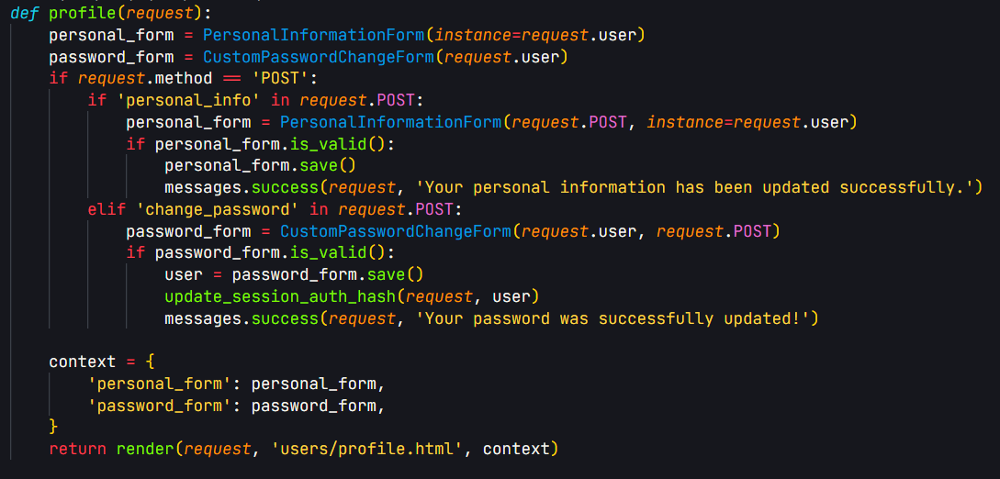 def profile(request):
    personal_form = PersonalInformationForm(instance=request.user)
    password_form = CustomPasswordChangeForm(request.user)
    if request.method == 'POST':
        if 'personal_info' in request.POST:
            personal_form = PersonalInformationForm(request.POST, instance=request.user)
            if personal_form.is_valid():
                personal_form.save()
                messages.success(request, 'Your personal information has been updated successfully.')
        elif 'change_password' in request.POST:
            password_form = CustomPasswordChangeForm(request.user, request.POST)
            if password_form.is_valid():
                user = password_form.save()
                update_session_auth_hash(request, user)
                messages.success(request, 'Your password was successfully updated!')

    context = {
        'personal_form': personal_form,
        'password_form': password_form,
    }
    return render(request, 'users/profile.html', context)